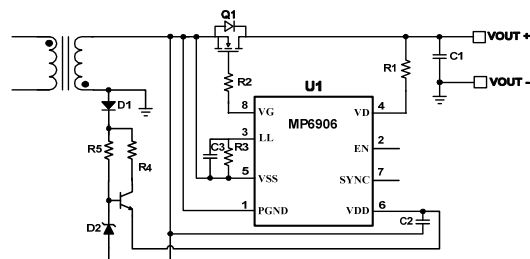 Q1
VOUT +
C1
R1
VOUT –
R2
U1
D1
MP6906
8 VG
VD 4
3 LL
C3
R3
EN 2
R5
R4
5 VSS
SYNC 7
1 PGND
VDD 6
C2
D2